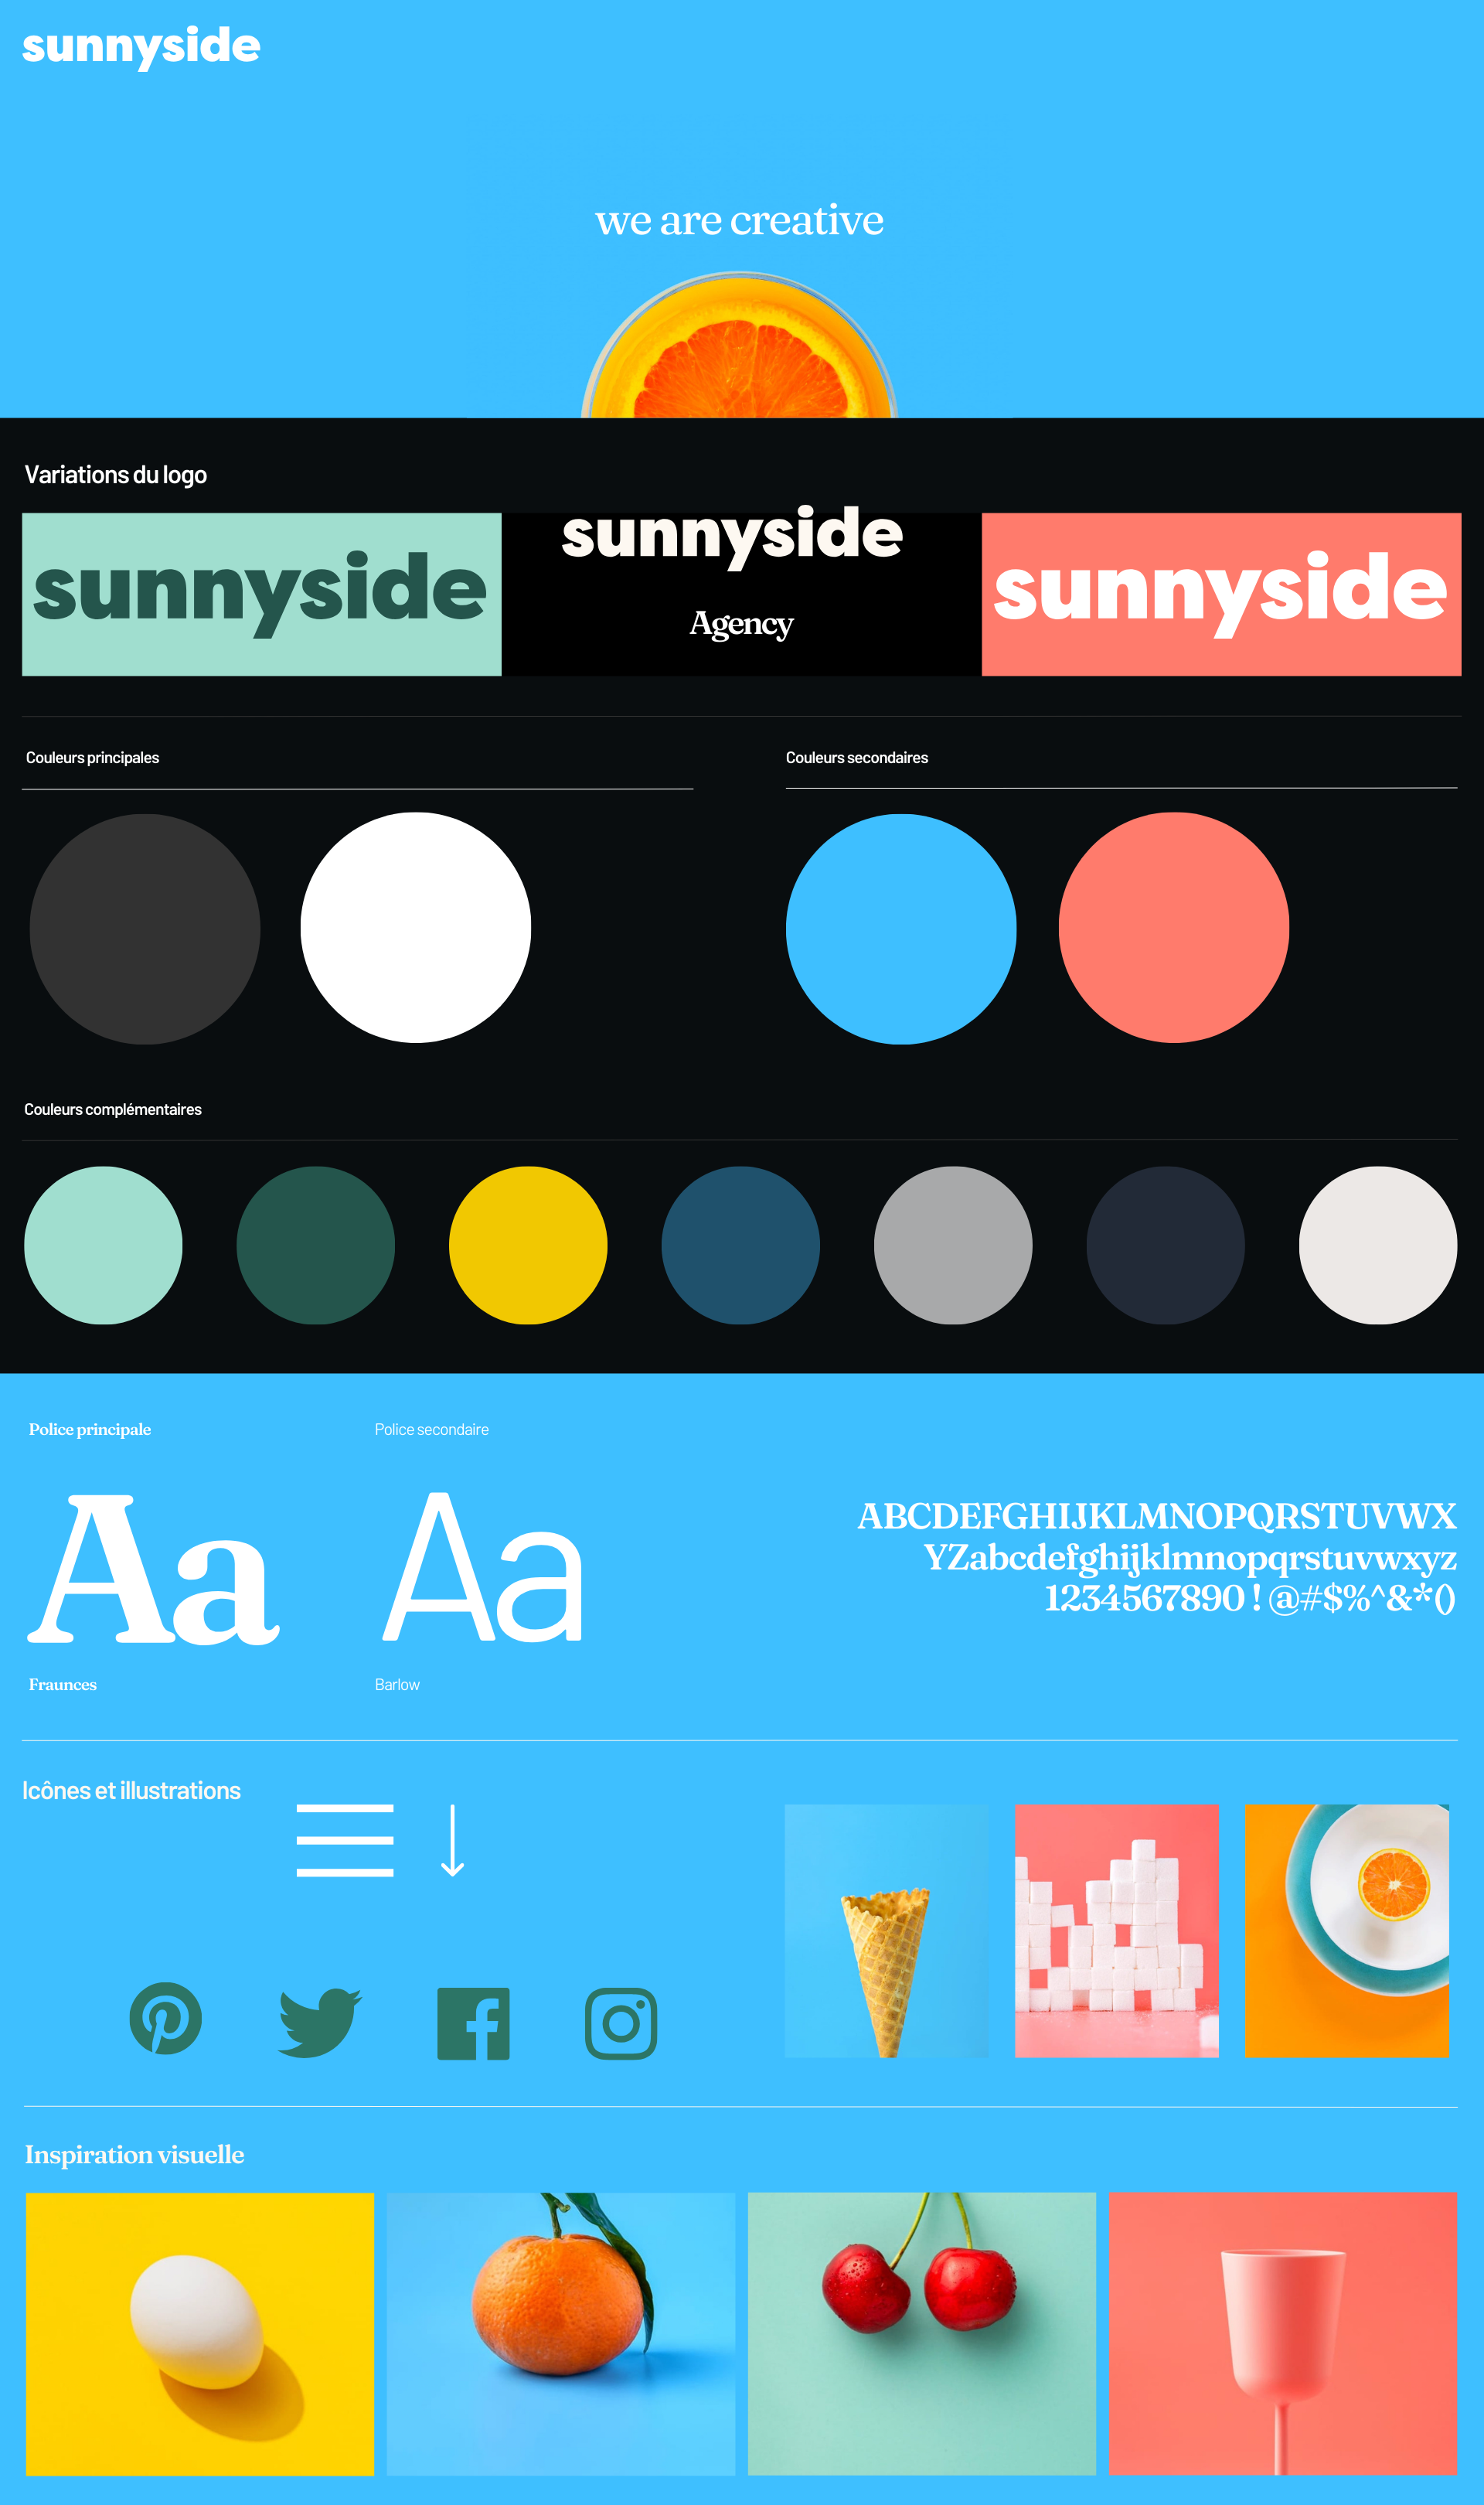 sunnyside
we are creative
Variations du logo
sunnyside
sunnyside
Agency
sunnyside
Couleurs principales
Couleurs secondaires
Couleurs complémentaires
Police principale
Police secondaire
Aa
Aa
ABCDEFGHIJKLMNOPQRSTUVWX
YZabcdefghijklmnopqrstuvwxyz
1234567890!@#$%^&*()
Fraunces
Barlow
Icônes et illustrations
Inspiration visuelle